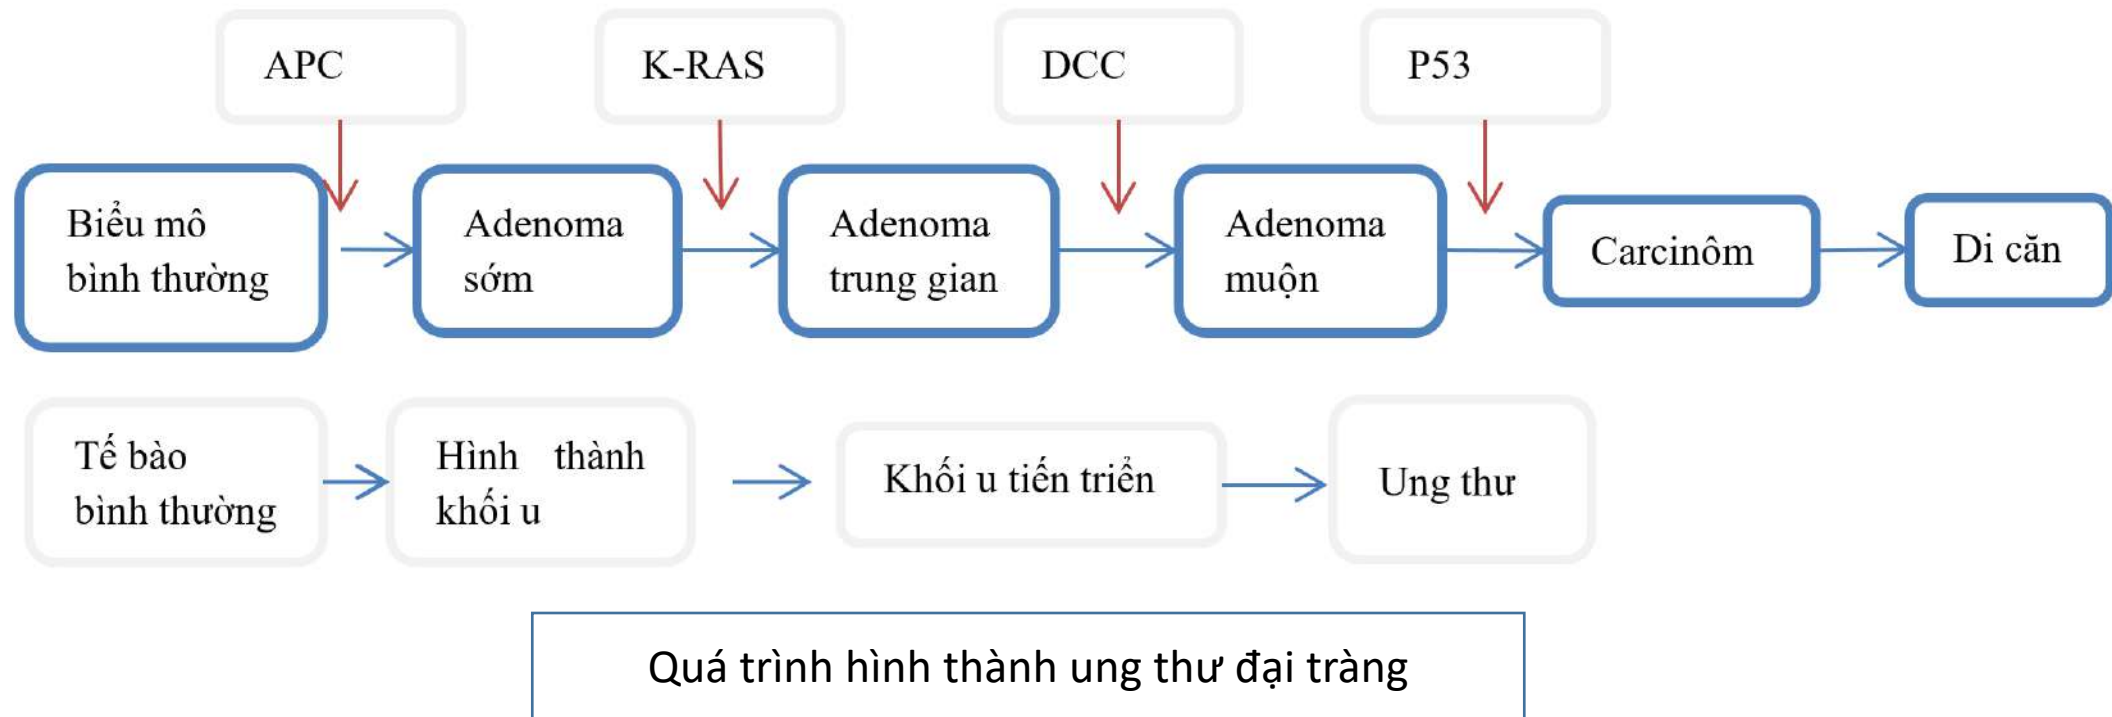 APC
K-RAS
DCC
P53
Biểu mô
bình thường
Adenoma
sớm
Adenoma
trung gian
Adenoma
muộn
Carcinôm
Di căn
Tế bào
bình thường
Hình thành
khối u
Khối u tiến triển
Ung thư
Quá trình hình thành ung thư đại tràng